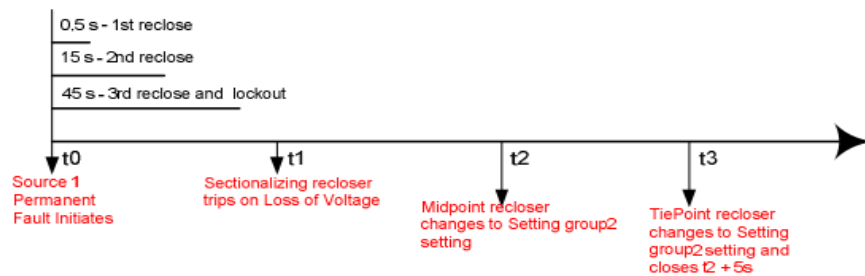 0.5 s - 1st reclose
15 s - 2nd reclose
45 s - 3rd reclose and lockout
t0
t1
t2
t3
Source 1
Permanent
Fault Initiates
Sectionalizing recloser
trips on Loss of Voltage
Midpoint recloser
changes to Setting group2
setting
TiePoint recloser
changes to Setting
group2 setting and
closes t2 + 5s